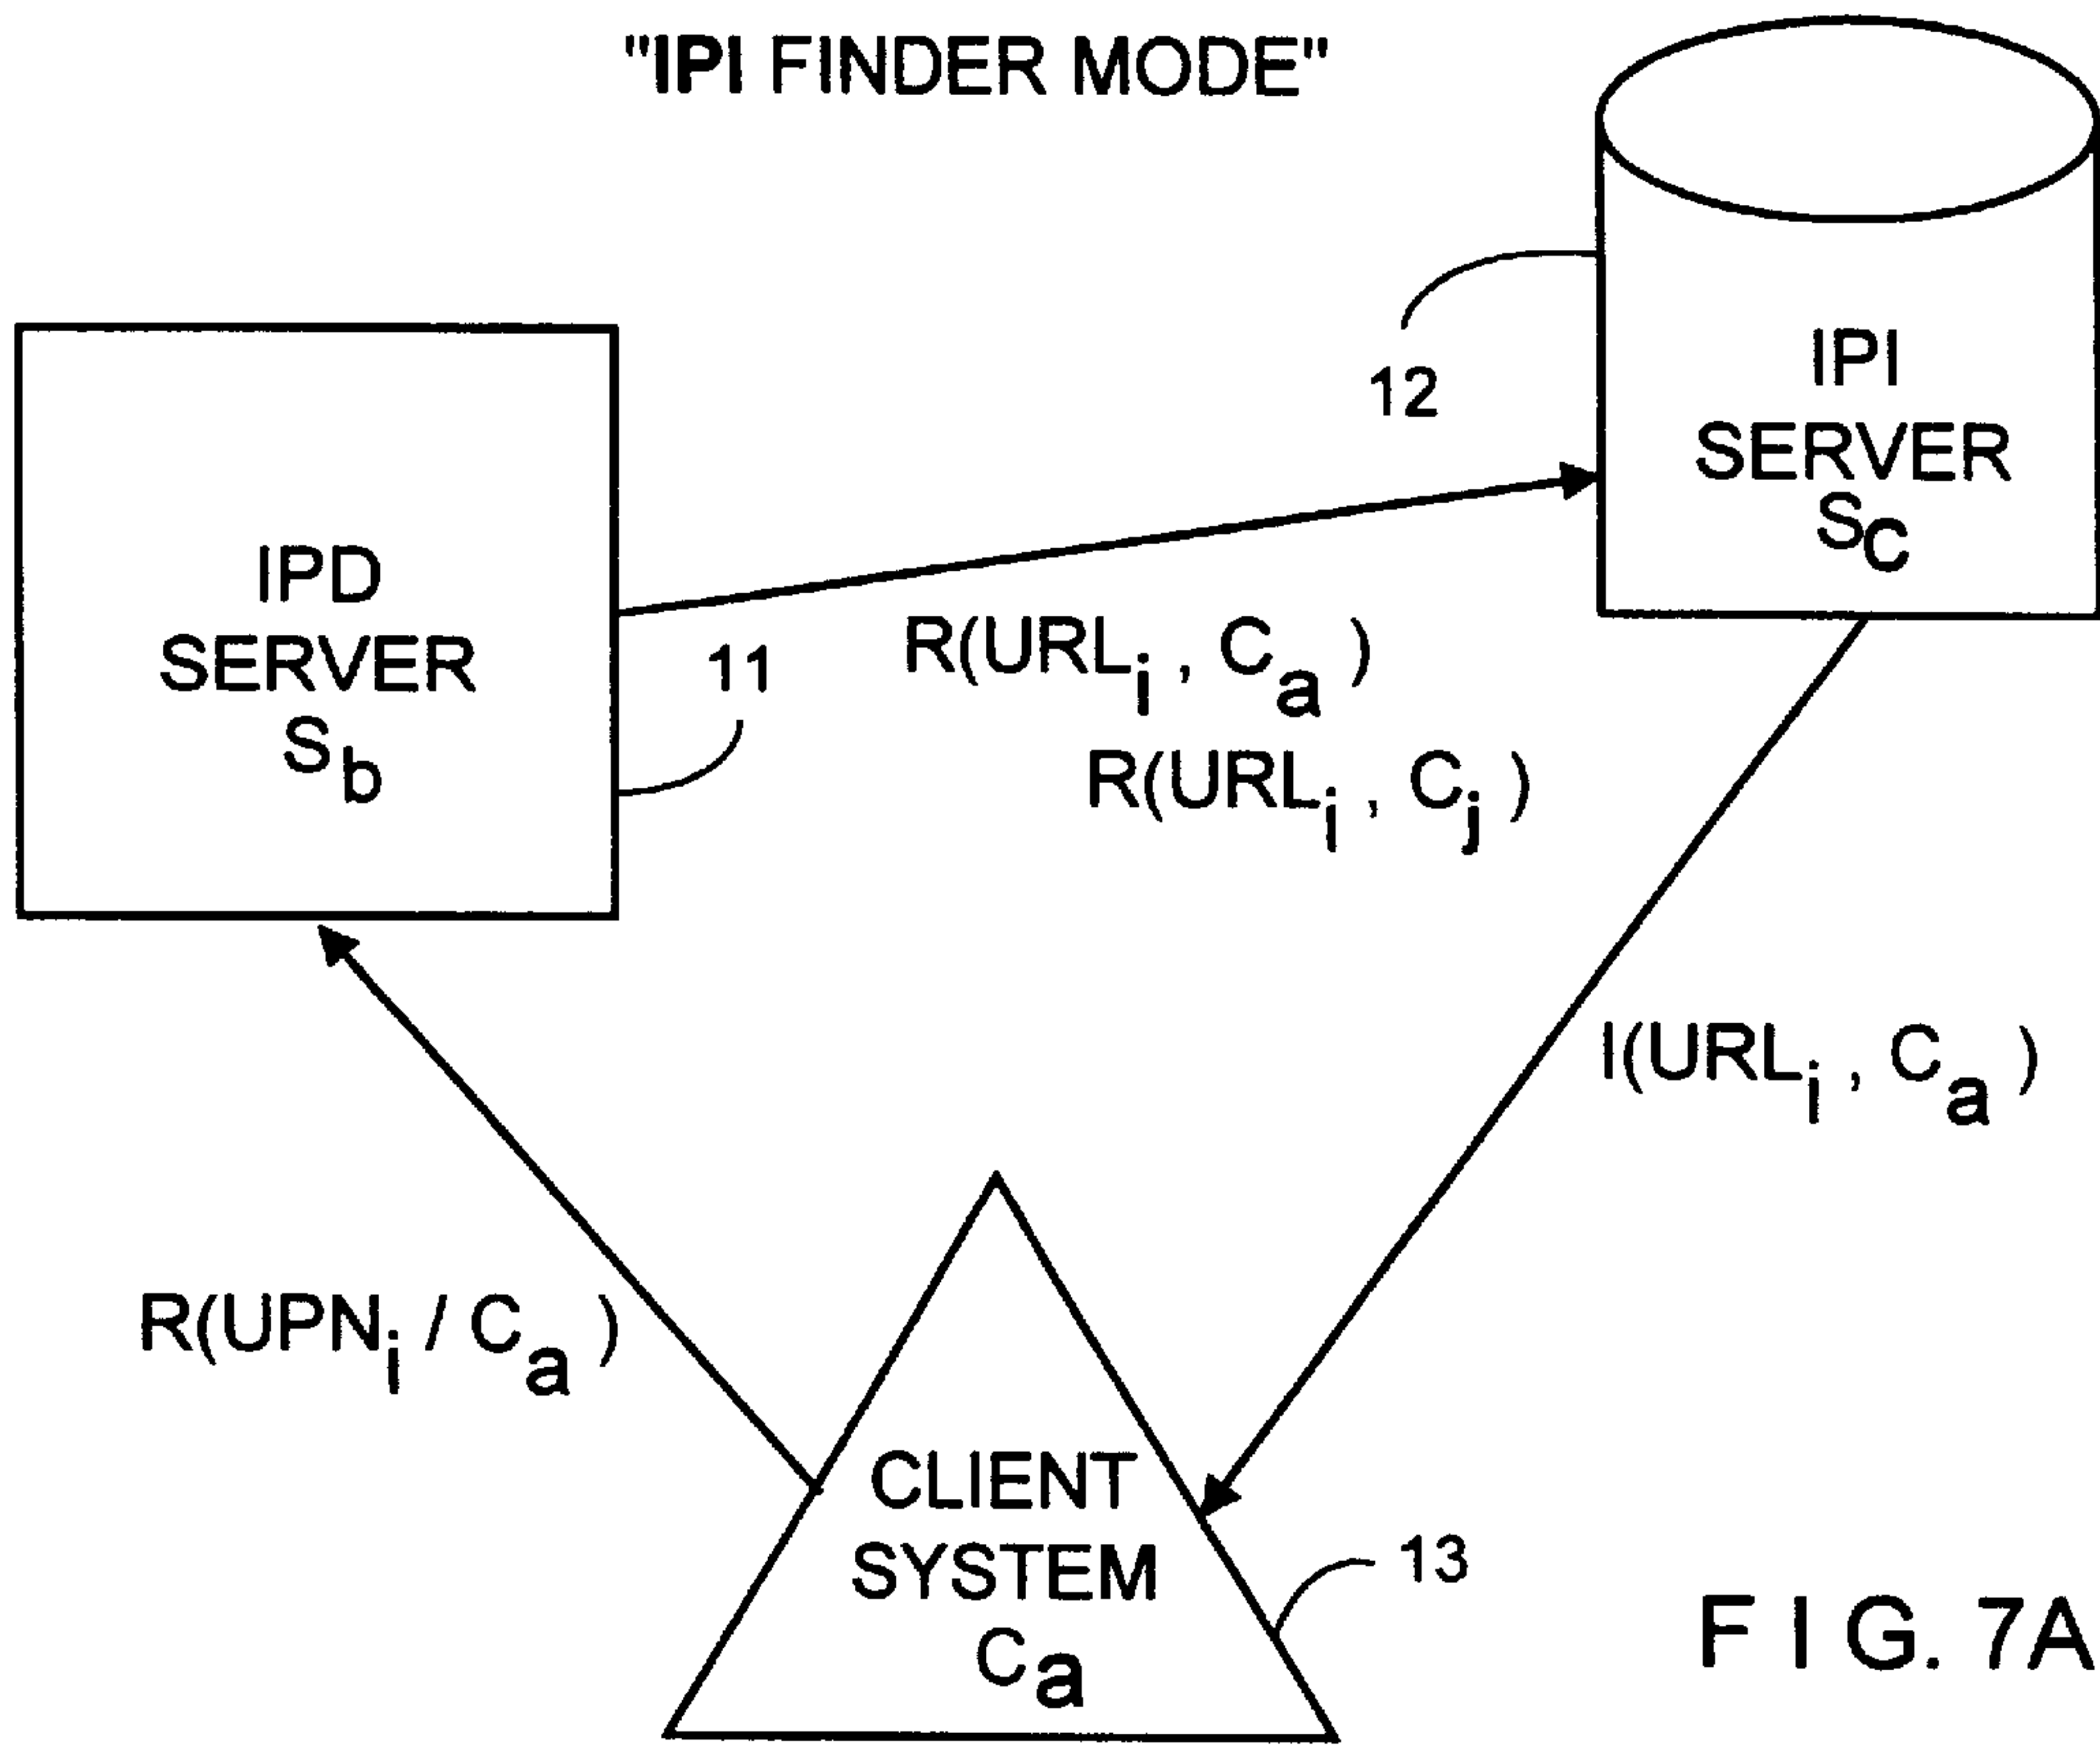 "IPI FINDER MODE"
IPI
SERVER
Sc
12
IPD
SERVER
Sb
11
R(URLi, Ca)
R(URLi, Cj)
I(URLi, Ca)
R(UPNi / Ca)
CLIENT
SYSTEM
Ca
13
FIG. 7A